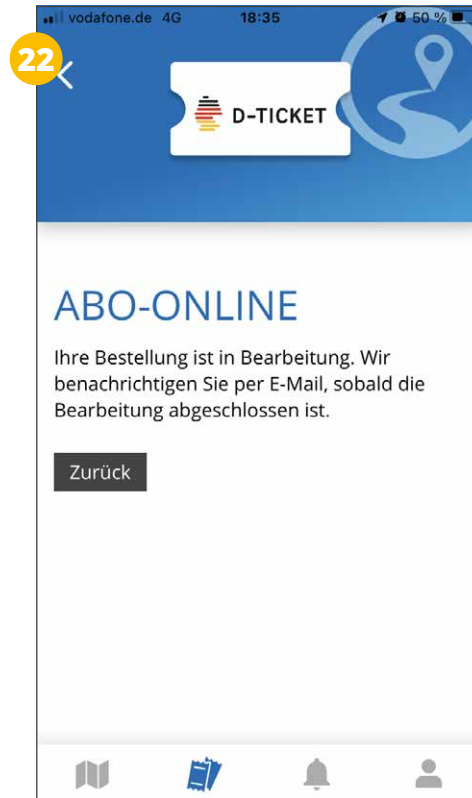 vodafone.de 4G 18:35 50 %
22
D-TICKET
ABO-ONLINE
Ihre Bestellung ist in Bearbeitung. Wir
benachrichtigen Sie per E-Mail, sobald die
Bearbeitung abgeschlossen ist.
Zurück